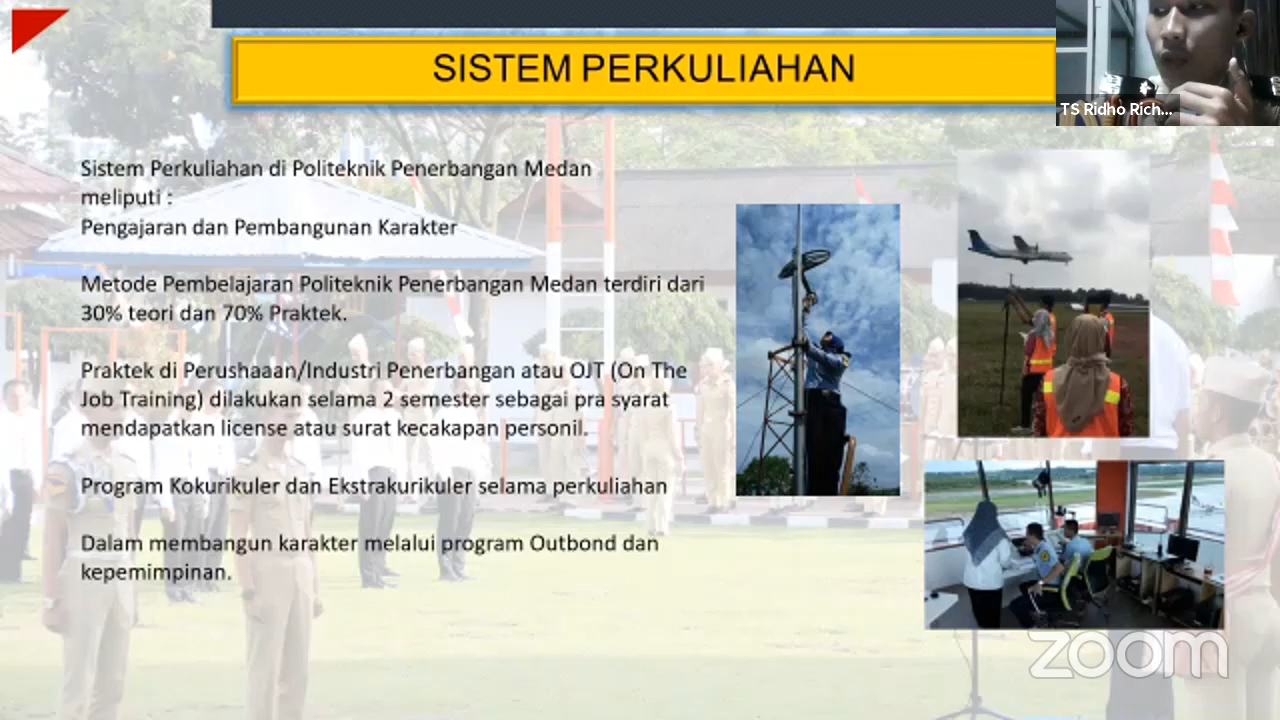 SISTEM PERKULIAHAN
TS Ridho Rich...
Sistem Perkuliahan di Politeknik Penerbangan Medan
meliputi :
Pengajaran dan Pembangunan Karakter
Metode Pembelajaran Politeknik Penerbangan Medan terdiri dari
30% teori dan 70% Praktek.
Praktek di Perushaaan/Industri Penerbangan atau OJT (On The
Job Training) dilakukan selama 2 semester sebagai pra syarat
mendapatkan license atau surat kecakapan personil.
Program Kokurikuler dan Ekstrakurikuler selama perkuliahan
Dalam membangun karakter melalui program Outbond dan
kepemimpinan.
zoom